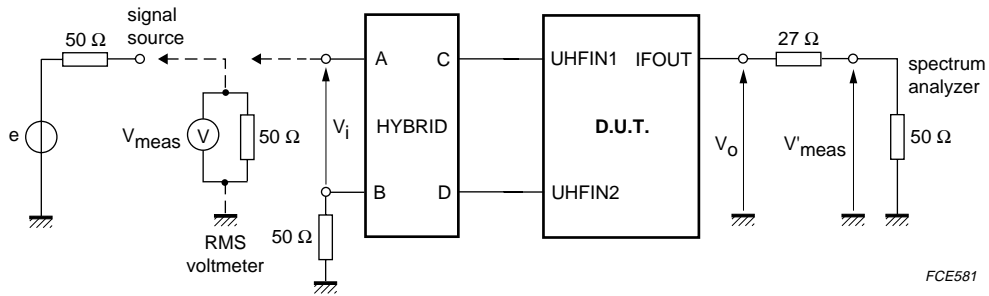 50 Ω
signal
source
e
V_meas
V
50 Ω
RMS
voltmeter
V_i
50 Ω
A
B
C
D
HYBRID
UHFIN1
UHFIN2
IFOUT
D.U.T.
V_o
27 Ω
V'_meas
50 Ω
spectrum
analyzer
FCE581